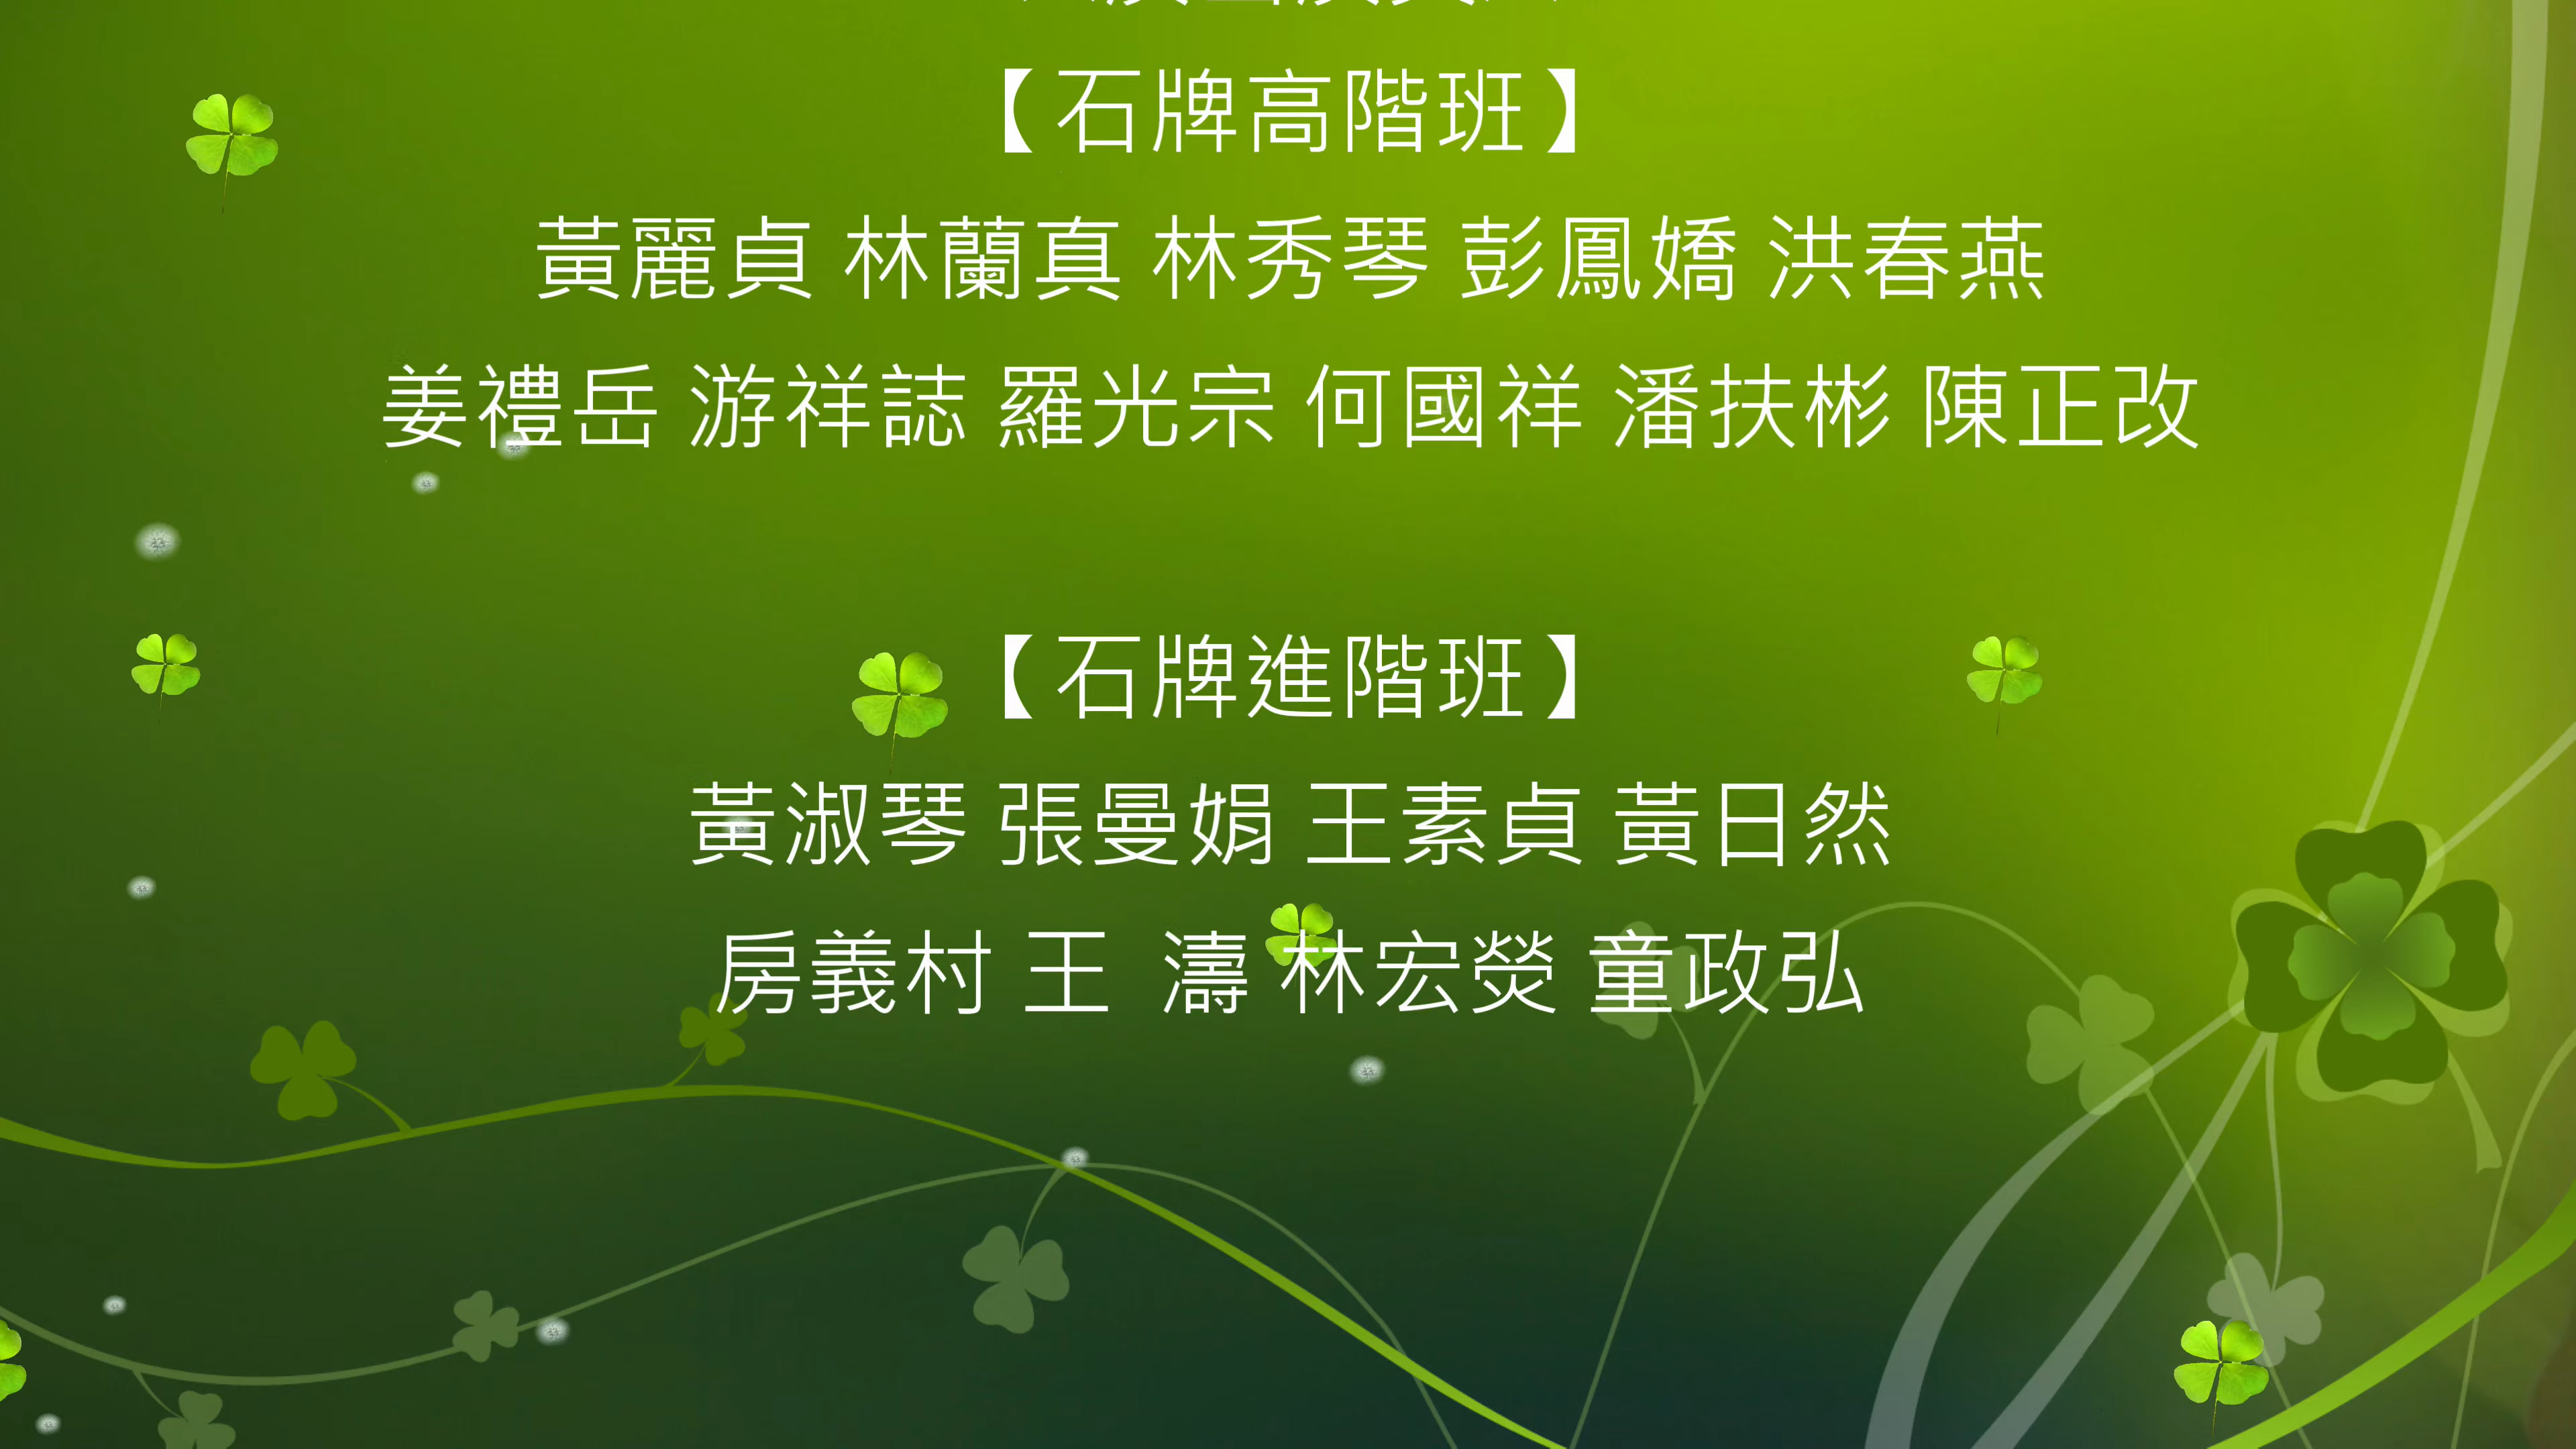 【石牌高階班】
黃麗貞 林蘭真 林秀琴 彭鳳嬌 洪春燕
姜禮岳 游祥誌 羅光宗 何國祥 潘扶彬 陳正改
【石牌進階班】
黃淑琴 張曼娟 王素貞 黃日然
房義村 王 濤 林宏熒 童政弘